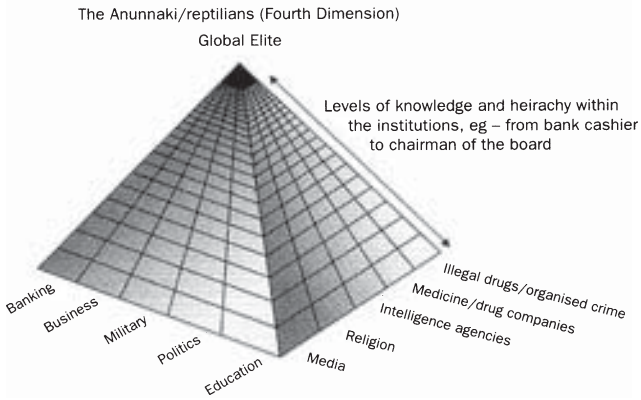 The Anunnaki/reptilians (Fourth Dimension)
Global Elite
Levels of knowledge and heirachy within
the institutions, eg – from bank cashier
to chairman of the board
Banking
Business
Military
Politics
Education
Media
Religion
Intelligence agencies
Medicine/drug companies
Illegal drugs/organised crime